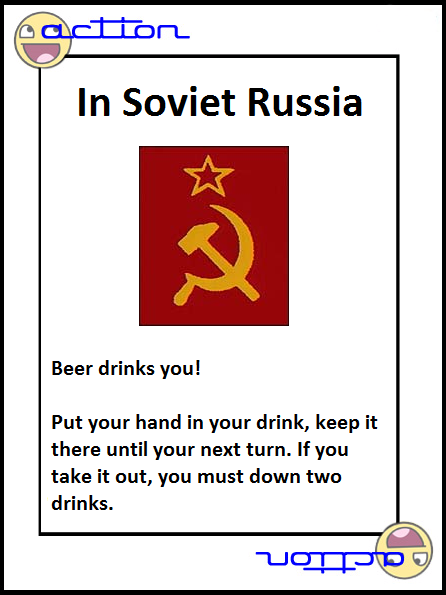 action
In Soviet Russia
Beer drinks you!
Put your hand in your drink, keep it
there until your next turn. If you
take it out, you must down two
drinks.
action